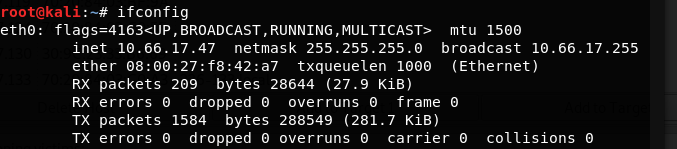 root@kali:~# ifconfig
eth0: flags=4163<UP,BROADCAST,RUNNING,MULTICAST>  mtu 1500
        inet 10.66.17.47  netmask 255.255.255.0  broadcast 10.66.17.255
        ether 08:00:27:f8:42:a7  txqueuelen 1000  (Ethernet)
        RX packets 209  bytes 28644 (27.9 KiB)
        RX errors 0  dropped 0  overruns 0  frame 0
        TX packets 1584  bytes 288549 (281.7 KiB)
        TX errors 0  dropped 0 overruns 0  carrier 0  collisions 0